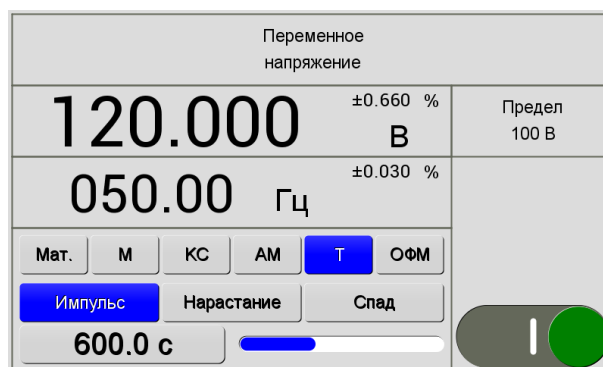 Переменное
напряжение
120.000
±0.660 %
В
Предел
100 В
050.00 Гц
±0.030 %
Мат. М КС АМ Т ОФМ
Импульс Нарастание Спад
600.0 с